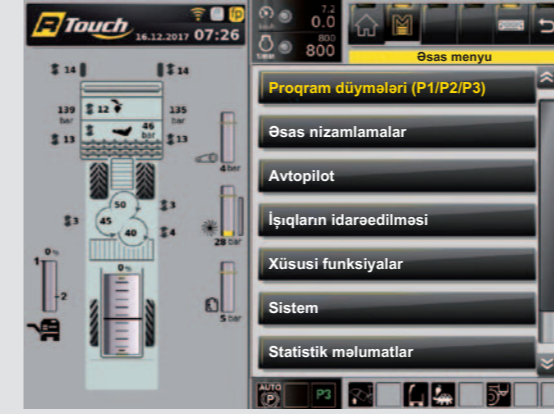 R-Touch
16.12.2017 07:26
fp
7.2
0.0
800
800
Əsas menyu
14
14
139
bar
12
135
bar
46
bar
13
13
4 bar
50
45
40
3
3
4
28 bar
0%
1
2
0%
5 bar
Proqram düymələri (P1/P2/P3)
Əsas nizamlamalar
Avtopilot
İşıqların idarəedilməsi
Xüsusi funksiyalar
Sistem
Statistik məlumatlar
AUTO
(P)
P3